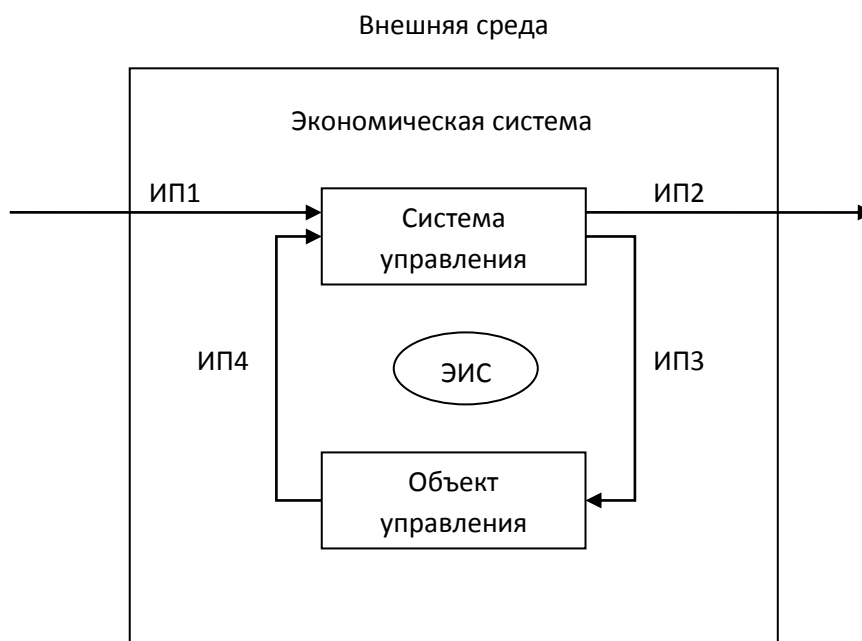 Внешняя среда
Экономическая система
ИП1
ИП2
Система
управления
ИП4
ЭИС
ИП3
Объект
управления